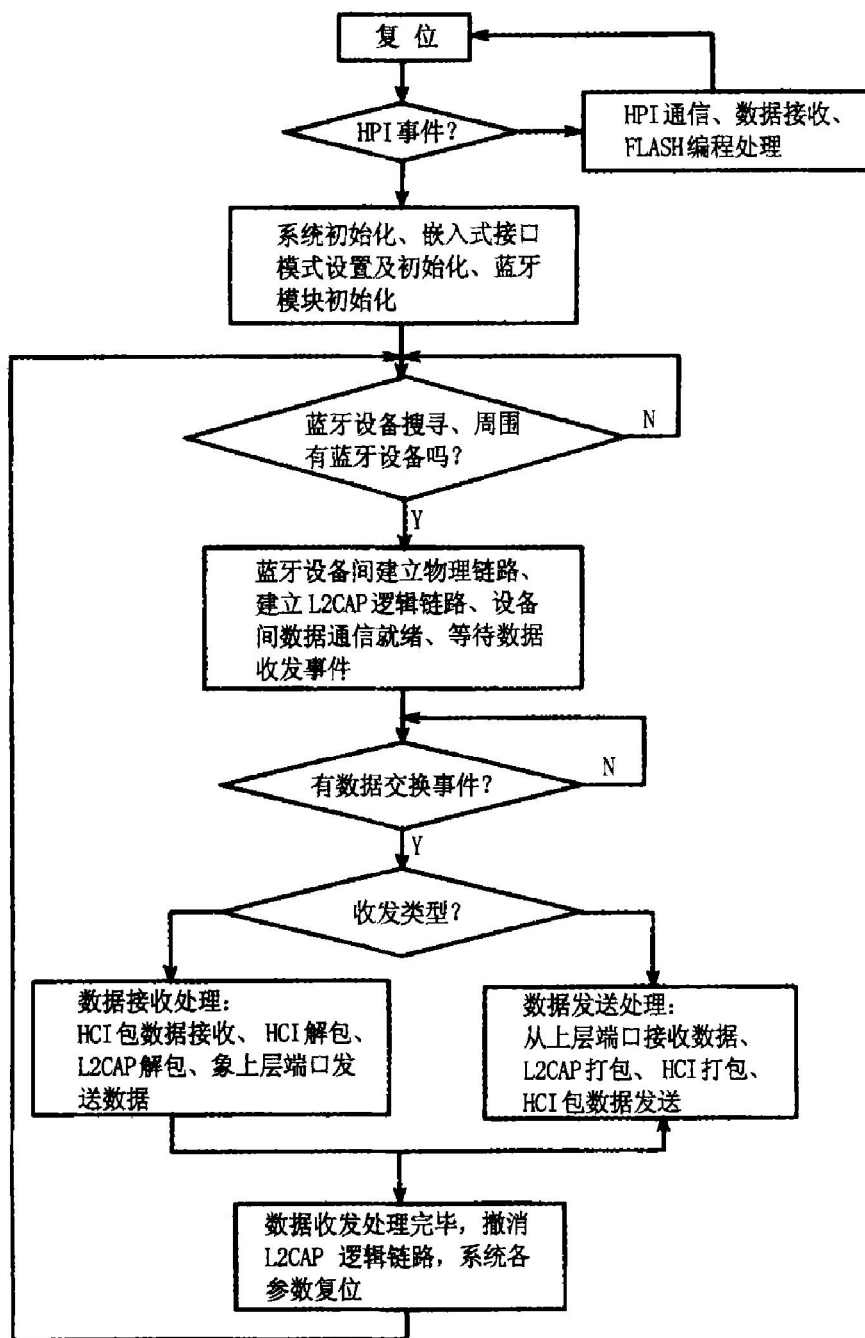 复 位
HPI事件?
HPI通信、数据接收、
FLASH编程处理
系统初始化、嵌入式接口
模式设置及初始化、蓝牙
模块初始化
蓝牙设备搜寻、周围
有蓝牙设备吗?
N
Y
蓝牙设备间建立物理链路、
建立L2CAP逻辑链路、设备
间数据通信就绪、等待数据
收发事件
有数据交换事件?
N
Y
收发类型?
数据接收处理:
HCI包数据接收、HCI解包、
L2CAP解包、象上层端口发
送数据
数据发送处理:
从上层端口接收数据、
L2CAP打包、HCI打包、
HCI包数据发送
数据收发处理完毕,撤消
L2CAP 逻辑链路,系统各
参数复位